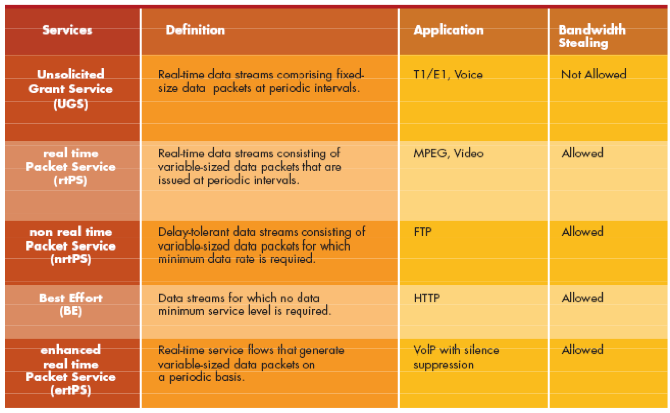 Services
Definition
Application
Bandwidth
Stealing
Unsolicited
Grant Service
(UGS)
Real-time data streams comprising fixed-
size data packets at periodic intervals.
T1/E1, Voice
Not Allowed
real time
Packet Service
(rtPS)
Real-time data streams consisting of
variable-sized data packets that are
issued at periodic intervals.
MPEG, Video
Allowed
non real time
Packet Service
(nrtPS)
Delay-tolerant data streams consisting of
variable-sized data packets for which
minimum data rate is required.
FTP
Allowed
Best Effort
(BE)
Data streams for which no data
minimum service level is required.
HTTP
Allowed
enhanced
real time
Packet Service
(ertPS)
Real-time service flows that generate
variable-sized data packets on
a periodic basis.
VoIP with silence
suppression
Allowed